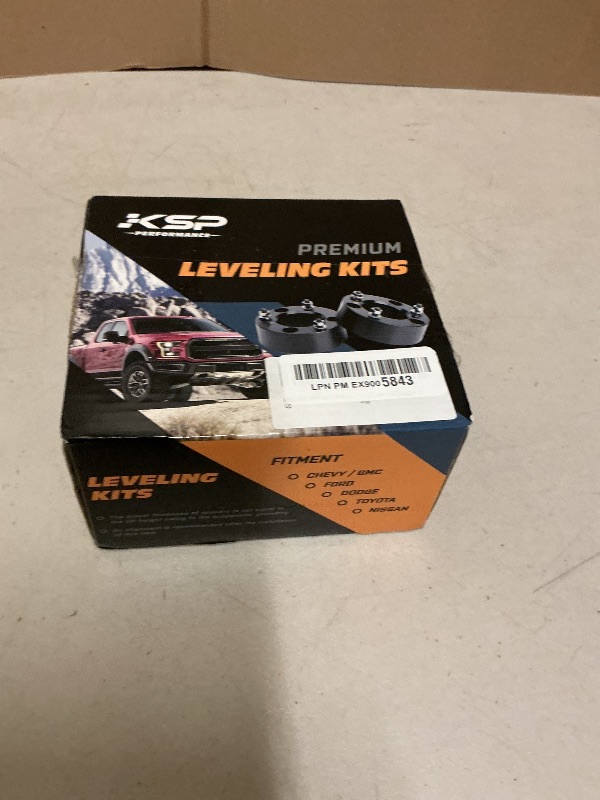 KSP
PERFORMANCE
PREMIUM
LEVELING KITS
LPN PM EX9005843
LEVELING
KITS
FITMENT
CHEVY / GMC
FORD
DODGE
TOYOTA
NISSAN